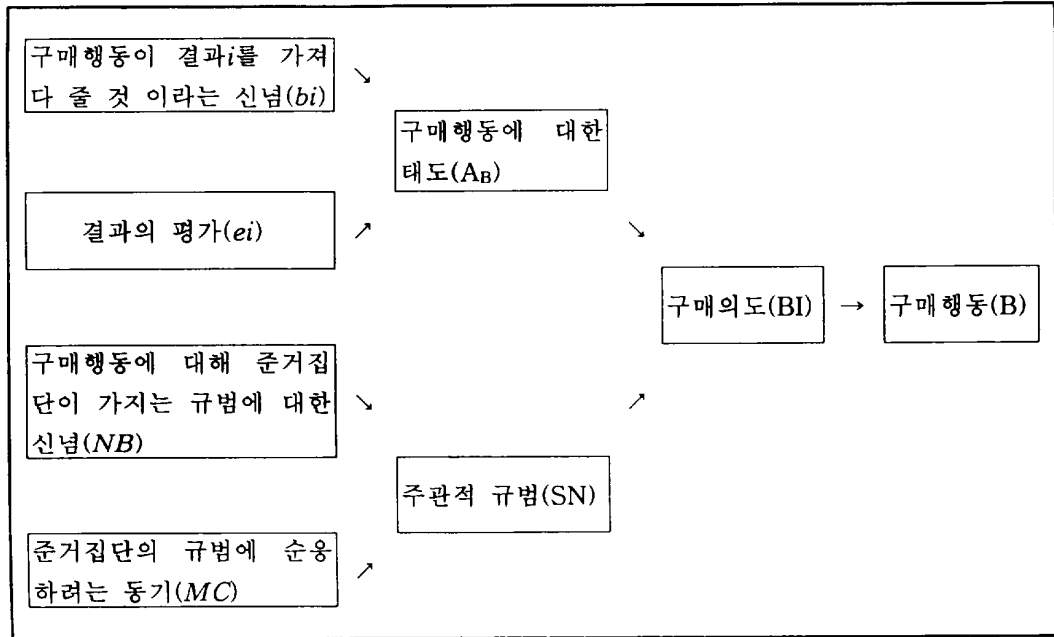 구매행동이 결과i를 가져
다 줄 것 이라는 신념(bi)
구매행동에 대한
태도(AB)
결과의 평가(ei)
구매의도(BI) → 구매행동(B)
구매행동에 대해 준거집
단이 가지는 규범에 대한
신념(NB)
주관적 규범(SN)
준거집단의 규범에 순응
하려는 동기(MC)